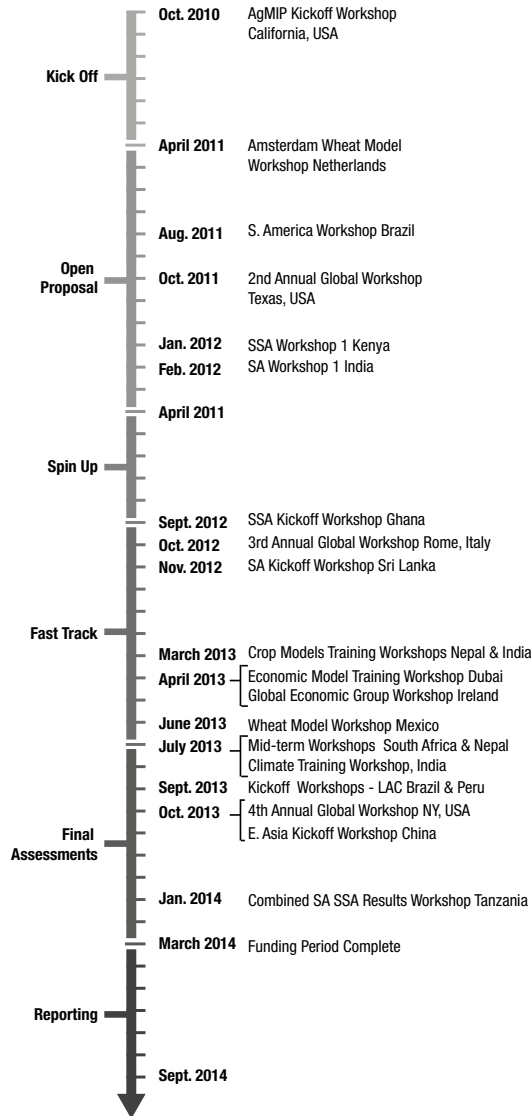 Oct. 2010 AgMIP Kickoff Workshop
California, USA
Kick Off
April 2011 Amsterdam Wheat Model
Workshop Netherlands
Aug. 2011 S. America Workshop Brazil
Open
Proposal
Oct. 2011 2nd Annual Global Workshop
Texas, USA
Jan. 2012 SSA Workshop 1 Kenya
Feb. 2012 SA Workshop 1 India
April 2011
Spin Up
Sept. 2012 SSA Kickoff Workshop Ghana
Oct. 2012 3rd Annual Global Workshop Rome, Italy
Nov. 2012 SA Kickoff Workshop Sri Lanka
Fast Track
March 2013 Crop Models Training Workshops Nepal & India
April 2013 Economic Model Training Workshop Dubai
Global Economic Group Workshop Ireland
June 2013 Wheat Model Workshop Mexico
July 2013 Mid-term Workshops South Africa & Nepal
Climate Training Workshop, India
Sept. 2013 Kickoff Workshops - LAC Brazil & Peru
Oct. 2013 4th Annual Global Workshop NY, USA
E. Asia Kickoff Workshop China
Final
Assessments
Jan. 2014 Combined SA SSA Results Workshop Tanzania
March 2014 Funding Period Complete
Reporting
Sept. 2014